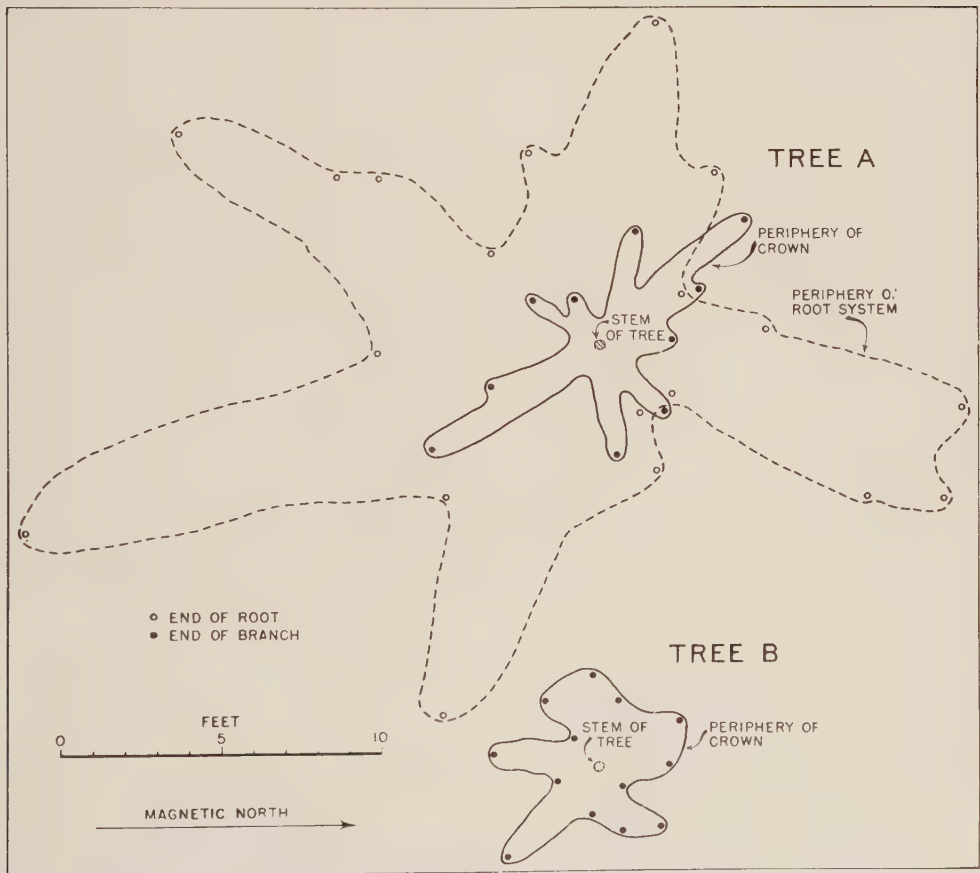 TREE A
PERIPHERY OF
CROWN
PERIPHERY O.'
ROOT SYSTEM
STEM
OF TREE
END OF ROOT
END OF BRANCH
TREE B
FEET
0 5 10
STEM OF
TREE
PERIPHERY OF
CROWN
MAGNETIC NORTH